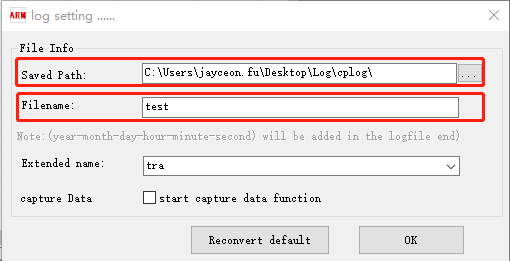 ARM log setting ......
File Info
Saved Path: C:\Users\jayceon.fu\Desktop\Log\cplog\ ...
Filename: test
Note:(year-month-day-hour-minute-second) will be added in the logfile end)
Extended name: tra
capture Data start capture data function
Reconvert default OK